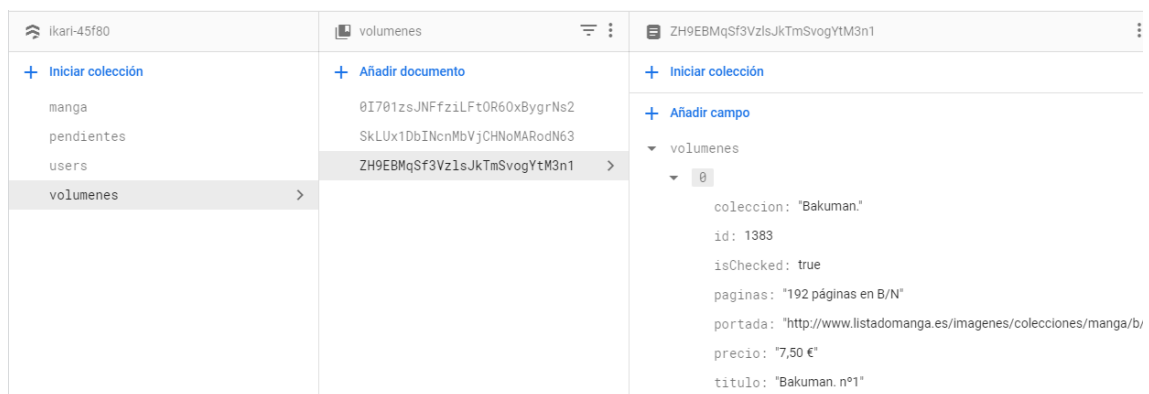 ikari-45f80
Iniciar colección
manga
pendientes
users
volumenes
volumenes
Añadir documento
0I701zsJNFfziLFtOR6OxBygrNs2
SkLUx1DbINcnMbVjCHNoMARodN63
ZH9EBMqSf3VzlsJkTmSvogYtM3n1
ZH9EBMqSf3VzlsJkTmSvogYtM3n1
Iniciar colección
Añadir campo
volumenes
0
coleccion: "Bakuman."
id: 1383
isChecked: true
paginas: "192 páginas en B/N"
portada: "http://www.listadomanga.es/imagenes/colecciones/manga/b/
precio: "7,50 €"
titulo: "Bakuman. nº1"